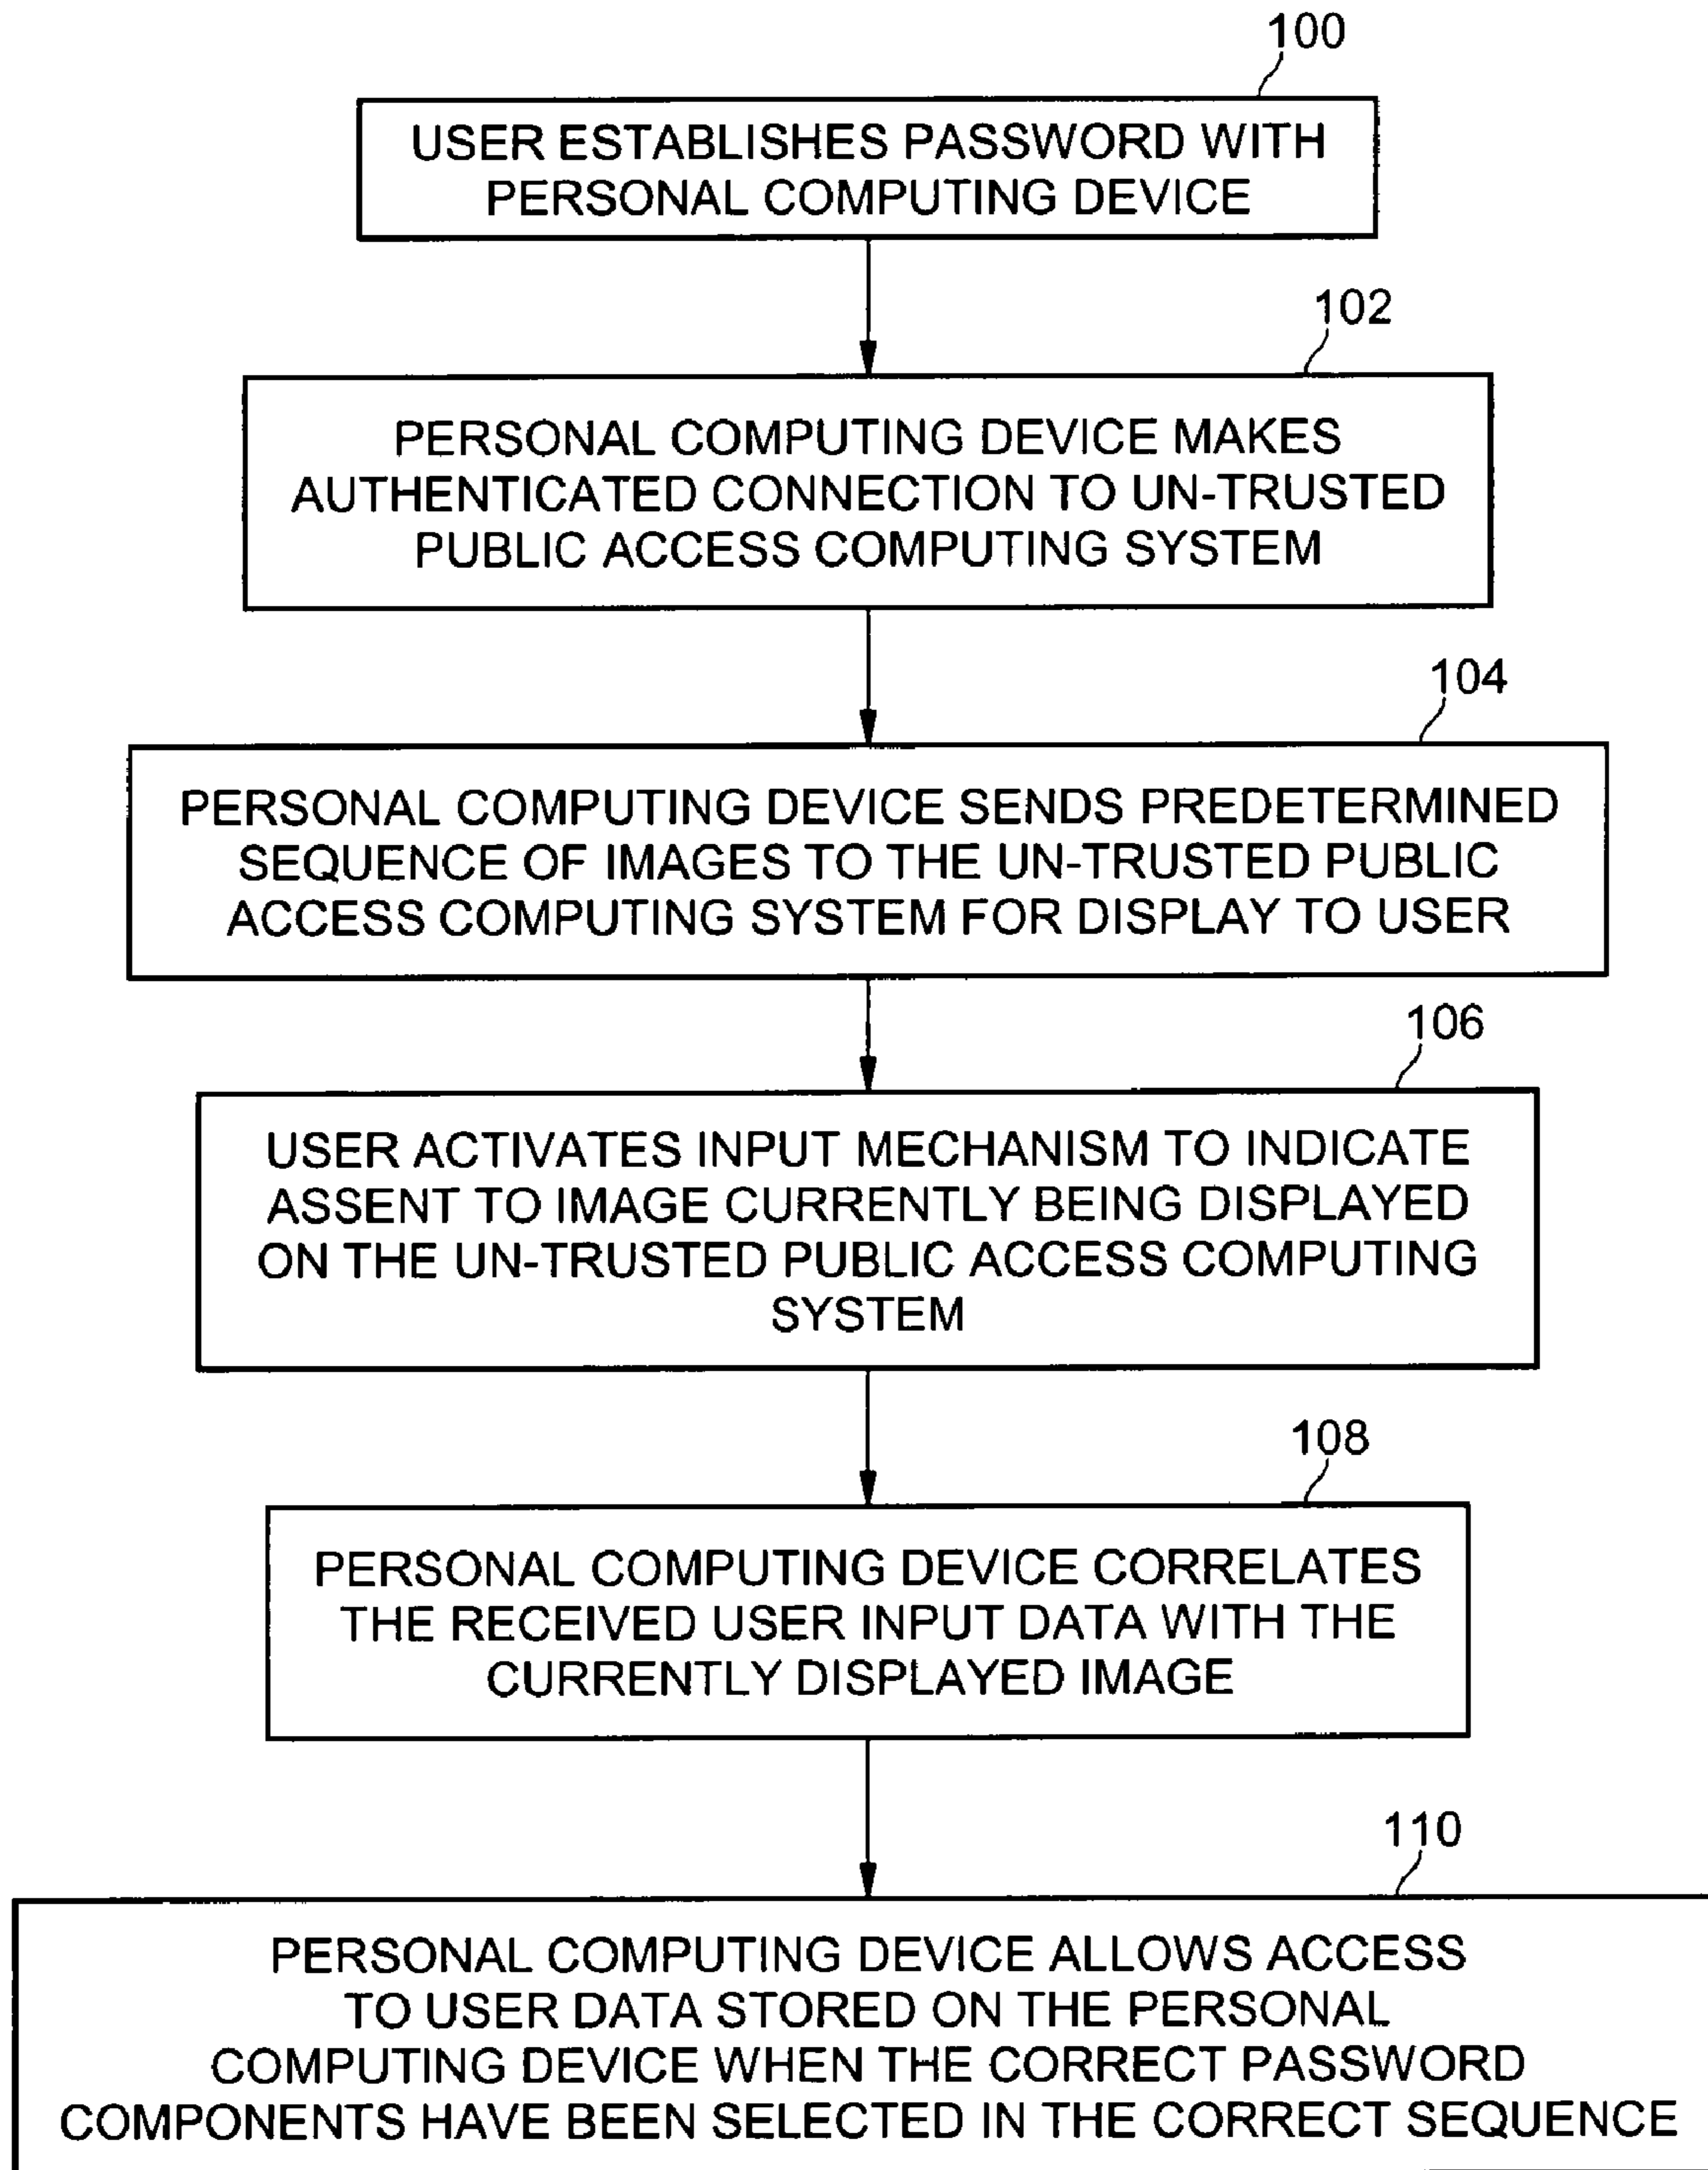 100
USER ESTABLISHES PASSWORD WITH
PERSONAL COMPUTING DEVICE
102
PERSONAL COMPUTING DEVICE MAKES
AUTHENTICATED CONNECTION TO UN-TRUSTED
PUBLIC ACCESS COMPUTING SYSTEM
104
PERSONAL COMPUTING DEVICE SENDS PREDETERMINED
SEQUENCE OF IMAGES TO THE UN-TRUSTED PUBLIC
ACCESS COMPUTING SYSTEM FOR DISPLAY TO USER
106
USER ACTIVATES INPUT MECHANISM TO INDICATE
ASSENT TO IMAGE CURRENTLY BEING DISPLAYED
ON THE UN-TRUSTED PUBLIC ACCESS COMPUTING
SYSTEM
108
PERSONAL COMPUTING DEVICE CORRELATES
THE RECEIVED USER INPUT DATA WITH THE
CURRENTLY DISPLAYED IMAGE
110
PERSONAL COMPUTING DEVICE ALLOWS ACCESS
TO USER DATA STORED ON THE PERSONAL
COMPUTING DEVICE WHEN THE CORRECT PASSWORD
COMPONENTS HAVE BEEN SELECTED IN THE CORRECT SEQUENCE